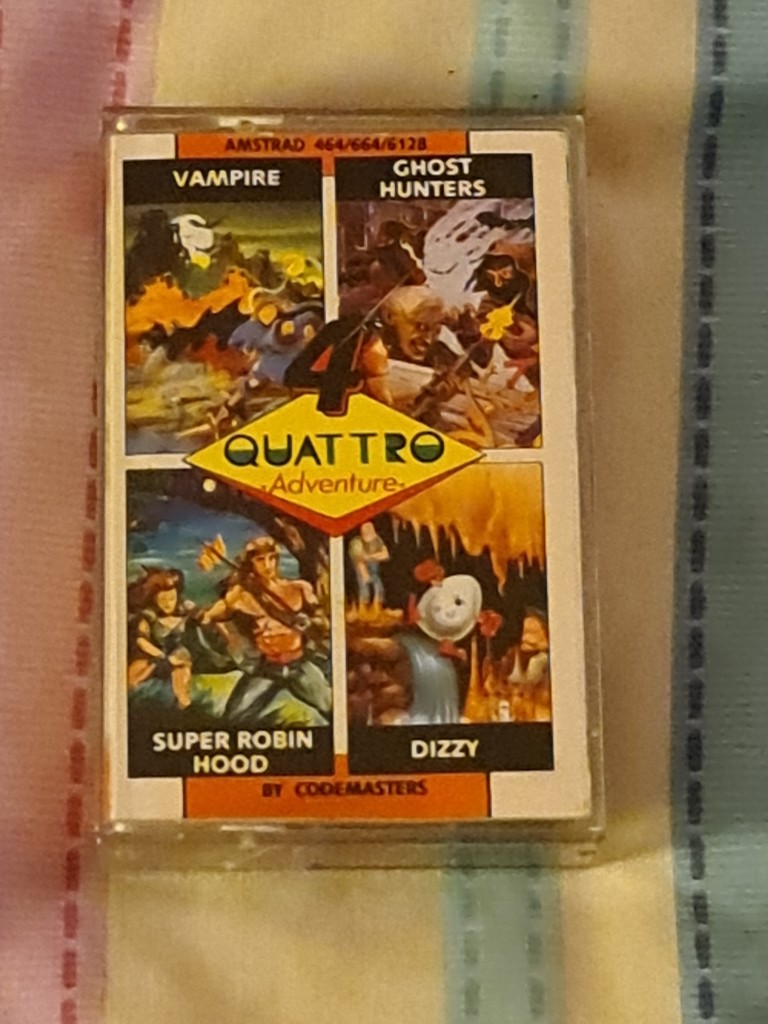 AMSTRAD 464/664/6128
VAMPIRE
GHOST
HUNTERS
4
QUATTRO
-Adventure-
SUPER ROBIN
HOOD
DIZZY
BY CODEMASTERS